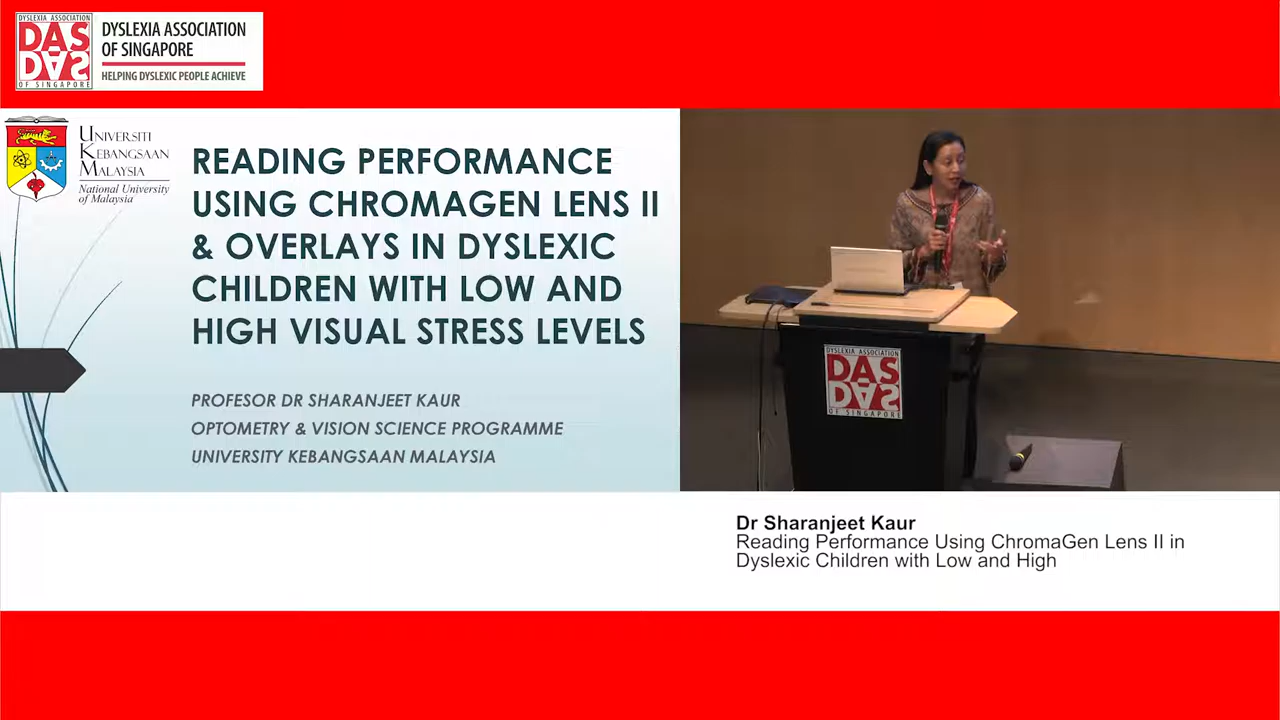 DYSLEXIA ASSOCIATION
DAS
DAS
OF SINGAPORE
DYSLEXIA ASSOCIATION
OF SINGAPORE
HELPING DYSLEXIC PEOPLE ACHIEVE
UNIVERSITI
KEBANGSAAN
MALAYSIA
National University
of Malaysia
READING PERFORMANCE
USING CHROMAGEN LENS II
& OVERLAYS IN DYSLEXIC
CHILDREN WITH LOW AND
HIGH VISUAL STRESS LEVELS
PROFESOR DR SHARANJEET KAUR
OPTOMETRY & VISION SCIENCE PROGRAMME
UNIVERSITY KEBANGSAAN MALAYSIA
DYSLEXIA ASSOCIATION
DAS
DAS
OF SINGAPORE
Dr Sharanjeet Kaur
Reading Performance Using ChromaGen Lens II in
Dyslexic Children with Low and High